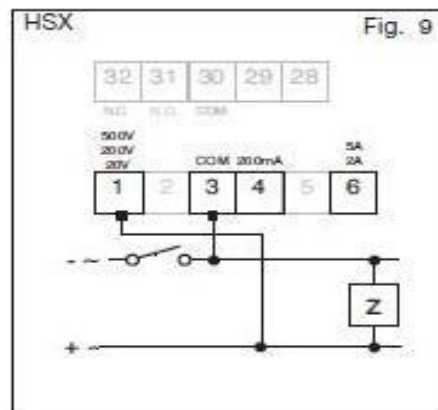 HSX Fig. 9
32 31 30 29 28
N.C. N.O. COM
500V
200V
20V
COM 200mA
5A
2A
1 2 3 4 5 6
- ~
Z
+ ~